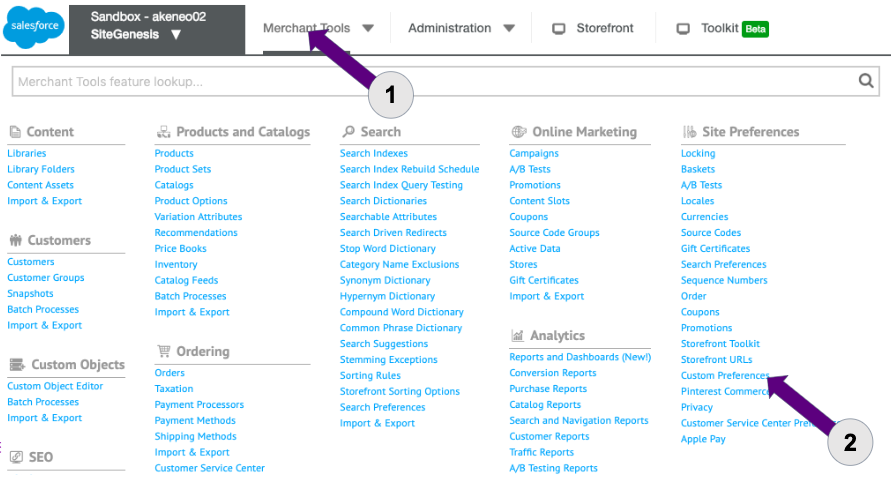 salesforce
Sandbox - akeneo02
SiteGenesis
Merchant Tools
Administration
Storefront
Toolkit Beta
Merchant Tools feature lookup...
1
Content
Libraries
Library Folders
Content Assets
Import & Export
Customers
Customers
Customer Groups
Snapshots
Batch Processes
Import & Export
Custom Objects
Custom Object Editor
Batch Processes
Import & Export
SEO
Products and Catalogs
Products
Product Sets
Catalogs
Product Options
Variation Attributes
Recommendations
Price Books
Inventory
Catalog Feeds
Batch Processes
Import & Export
Ordering
Orders
Taxation
Payment Processors
Payment Methods
Shipping Methods
Import & Export
Customer Service Center
Search
Search Indexes
Search Index Rebuild Schedule
Search Index Query Testing
Search Dictionaries
Searchable Attributes
Search Driven Redirects
Stop Word Dictionary
Category Name Exclusions
Synonym Dictionary
Hypernym Dictionary
Compound Word Dictionary
Common Phrase Dictionary
Search Suggestions
Stemming Exceptions
Sorting Rules
Storefront Sorting Options
Search Preferences
Import & Export
Online Marketing
Campaigns
A/B Tests
Promotions
Content Slots
Coupons
Source Code Groups
Active Data
Stores
Gift Certificates
Import & Export
Analytics
Reports and Dashboards (New!)
Conversion Reports
Purchase Reports
Catalog Reports
Search and Navigation Reports
Customer Reports
Traffic Reports
A/B Testing Reports
Site Preferences
Locking
Baskets
A/B Tests
Locales
Currencies
Source Codes
Gift Certificates
Search Preferences
Sequence Numbers
Order
Coupons
Promotions
Storefront Toolkit
Storefront URLs
Custom Preferences
Pinterest Commerce
Privacy
Customer Service Center
Apple Pay
2